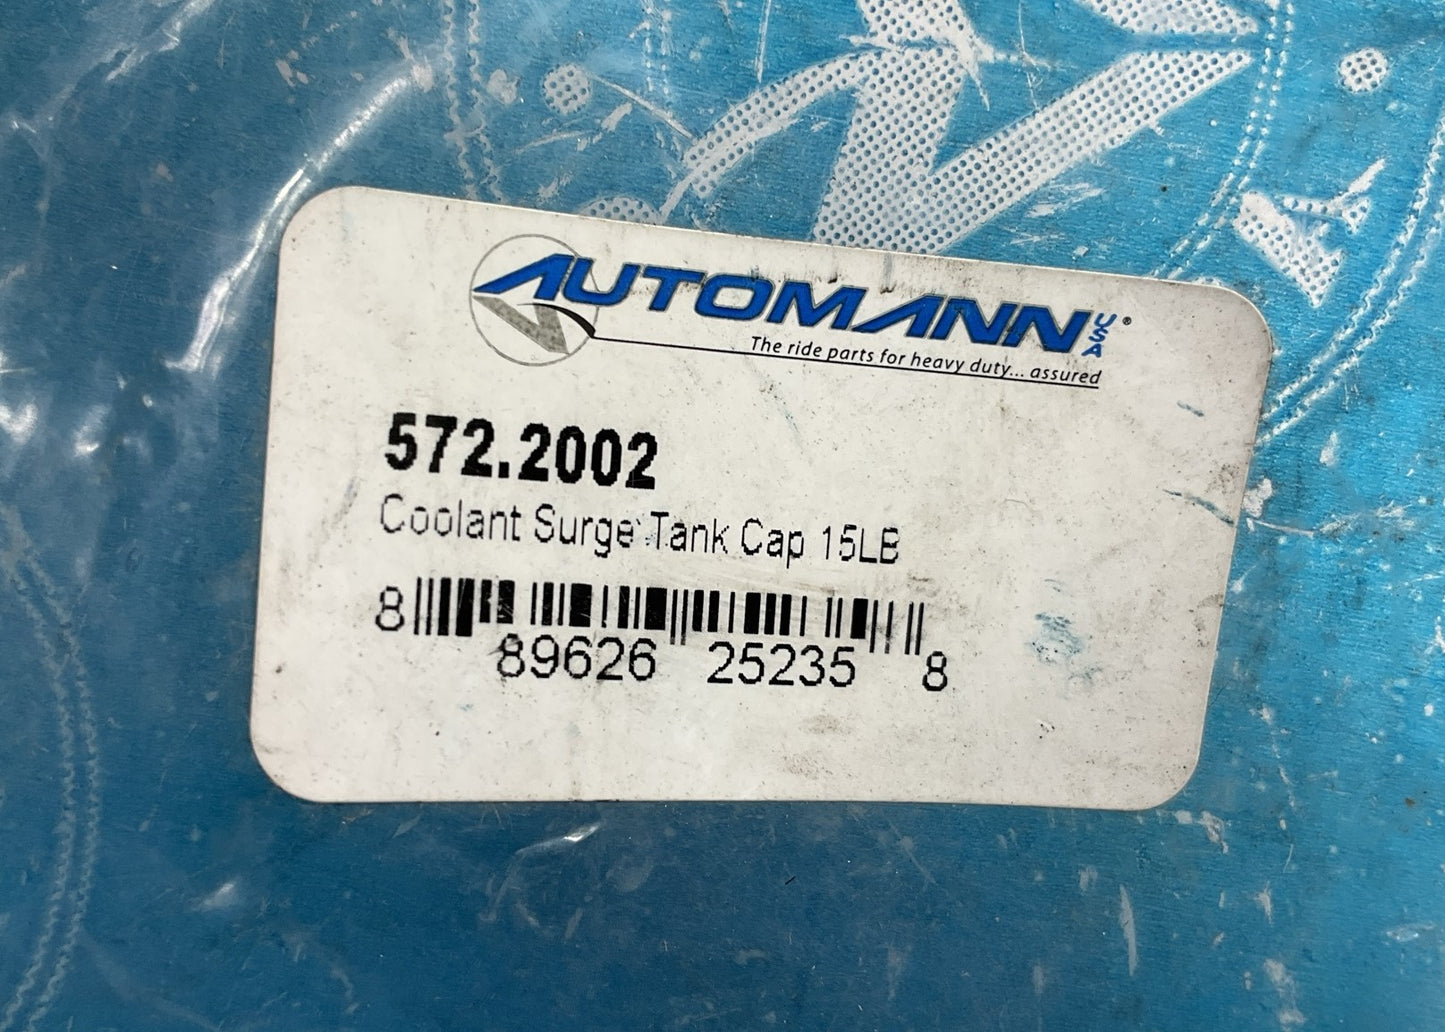 AUTOMANN USA®
The ride parts for heavy duty... assured
572.2002
Coolant Surge Tank Cap 15LB
8 89626 25235 8